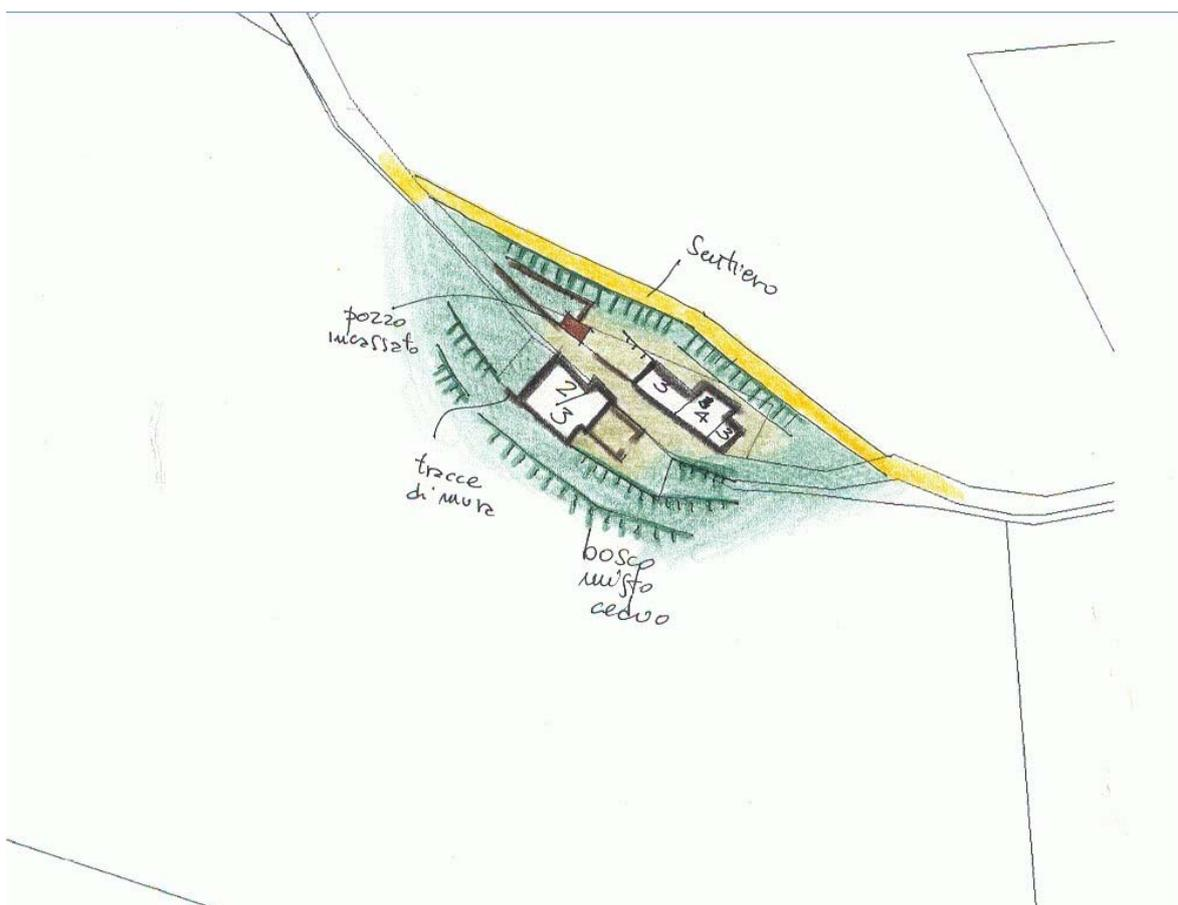 Sentiero
pozzo
incassato
3
2/3
4
3
tracce
di mura
bosco
misto
ceduo